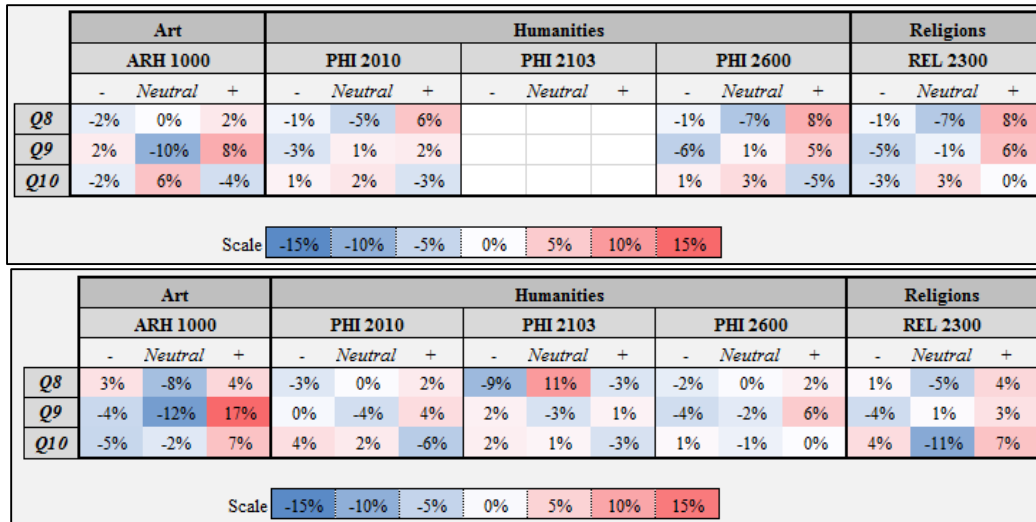 Art Humanities Religions
ARH 1000 PHI 2010 PHI 2103 PHI 2600 REL 2300
- Neutral + - Neutral + - Neutral + - Neutral + - Neutral +
Q8 -2% 0% 2% -1% -5% 6% -1% -7% 8% -1% -7% 8%
Q9 2% -10% 8% -3% 1% 2% -6% 1% 5% -5% -1% 6%
Q10 -2% 6% -4% 1% 2% -3% 1% 3% -5% -3% 3% 0%
Scale -15% -10% -5% 0% 5% 10% 15%
Art Humanities Religions
ARH 1000 PHI 2010 PHI 2103 PHI 2600 REL 2300
- Neutral + - Neutral + - Neutral + - Neutral + - Neutral +
Q8 3% -8% 4% -3% 0% 2% -9% 11% -3% -2% 0% 2% 1% -5% 4%
Q9 -4% -12% 17% 0% -4% 4% 2% -3% 1% -4% -2% 6% -4% 1% 3%
Q10 -5% -2% 7% 4% 2% -6% 2% 1% -3% 1% -1% 0% 4% -11% 7%
Scale -15% -10% -5% 0% 5% 10% 15%